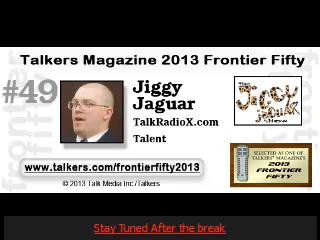 Talkers Magazine 2013 Frontier Fifty
#49
Jiggy
Jaguar
TalkRadioX.com
Talent
THE
JIGGY
JAGUAR
SHOW
SELECTED AS ONE OF
TALKERS MAGAZINE'S
2013
FRONTIER
FIFTY
www.talkers.com/frontierfifty2013
© 2013 Talk Media Inc/Talkers
Stay Tuned After the break